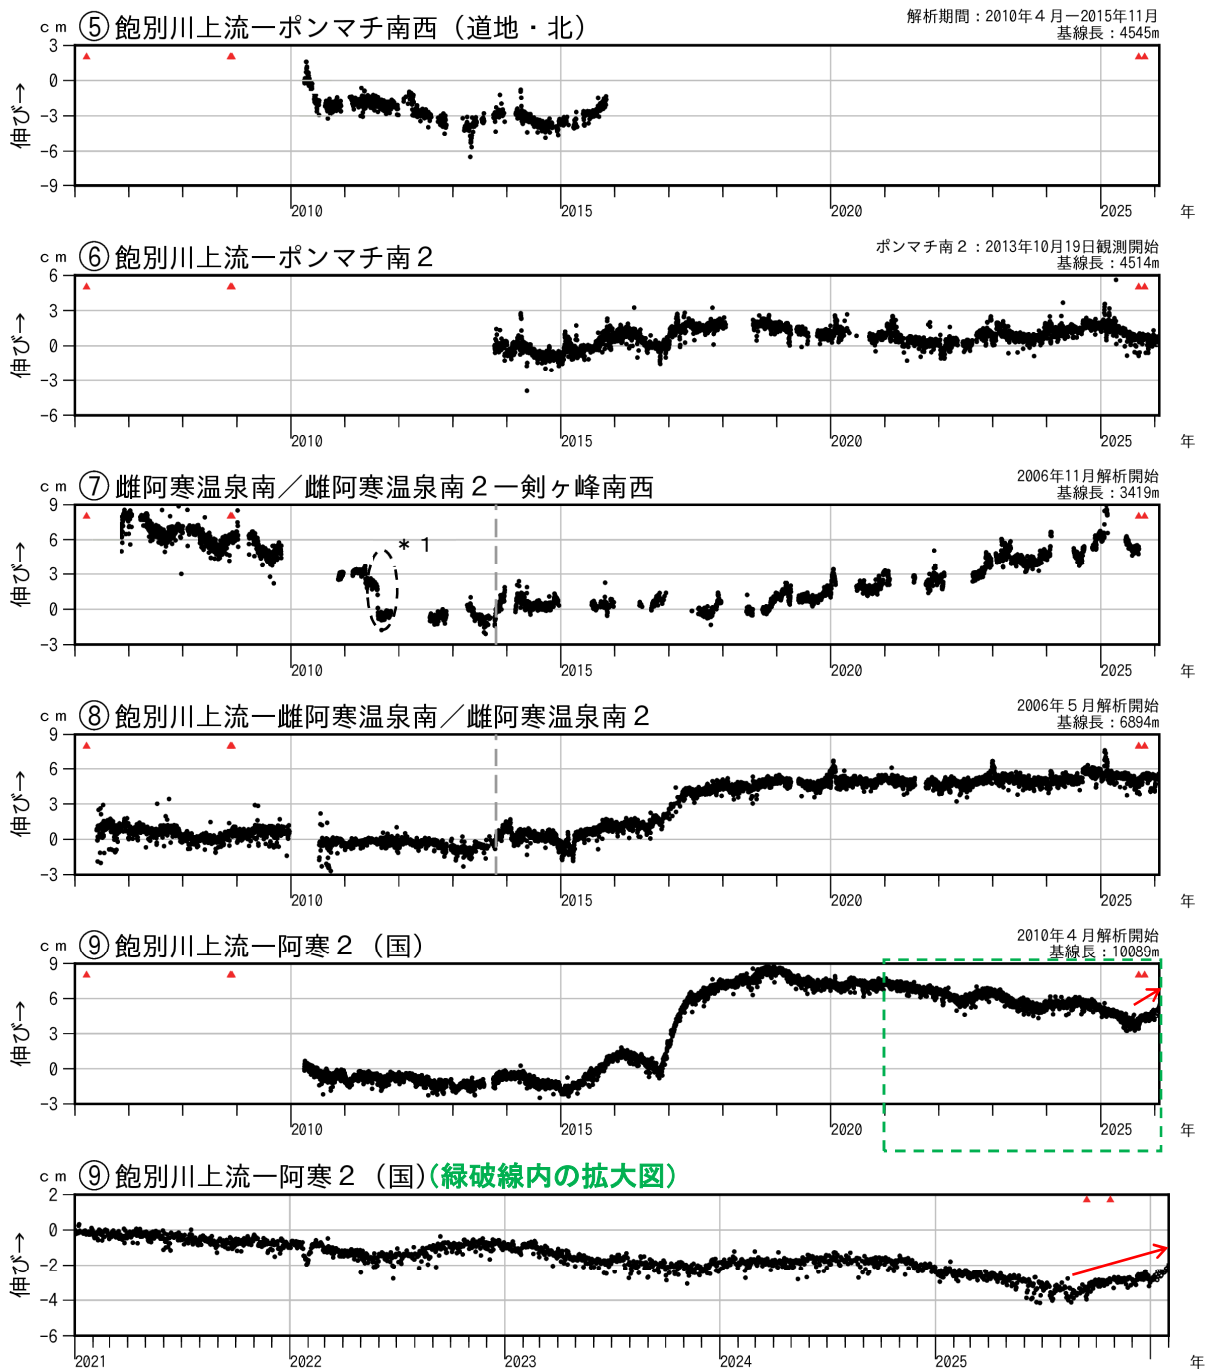 cm ⑤飽別川上流ーポンマチ南西（道地・北） 解析期間：2010年４月ー2015年11月
基線長：4545m
3
0
-3
-6
-9
伸び→
2010 2015 2020 2025 年
cm ⑥飽別川上流ーポンマチ南２ ポンマチ南２：2013年10月19日観測開始
基線長：4514m
6
3
0
-3
-6
伸び→
2010 2015 2020 2025 年
cm ⑦雌阿寒温泉南／雌阿寒温泉南２ー剣ヶ峰南西 2006年11月解析開始
基線長：3419m
9
6
3
0
-3
伸び→
＊１
2010 2015 2020 2025 年
cm ⑧飽別川上流ー雌阿寒温泉南／雌阿寒温泉南２ 2006年５月解析開始
基線長：6894m
9
6
3
0
-3
伸び→
2010 2015 2020 2025 年
cm ⑨飽別川上流ー阿寒２（国） 2010年４月解析開始
基線長：10089m
9
6
3
0
-3
伸び→
2010 2015 2020 2025 年
cm ⑨飽別川上流ー阿寒２（国）(緑破線内の拡大図)
2
0
-2
-4
-6
伸び→
2021 2022 2023 2024 2025 年